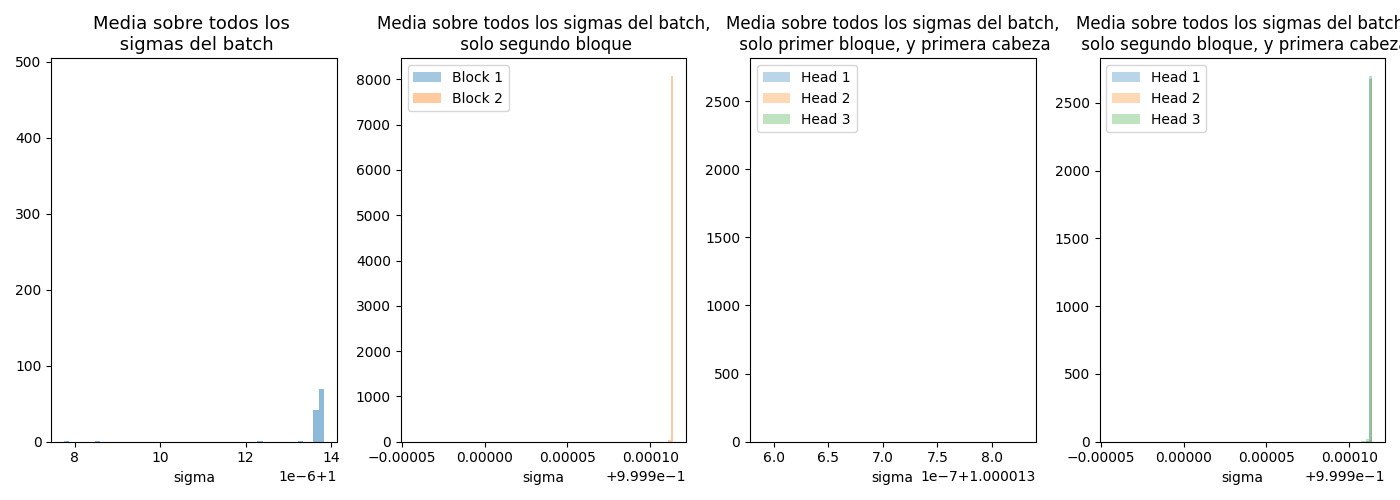 Media sobre todos los
sigmas del batch
500
400
300
200
100
0
8
10
12
14
sigma
1e−6+1
Media sobre todos los sigmas del batch,
solo segundo bloque
Block 1
Block 2
8000
7000
6000
5000
4000
3000
2000
1000
0
−0.00005
0.00000
0.00005
0.00010
sigma
+9.999e−1
Media sobre todos los sigmas del batch,
solo primer bloque, y primera cabeza
Head 1
Head 2
Head 3
2500
2000
1500
1000
500
0
6.0
6.5
7.0
7.5
8.0
sigma
1e−7+1.000013
Media sobre todos los sigmas del batch
solo segundo bloque, y primera cabeza
Head 1
Head 2
Head 3
2500
2000
1500
1000
500
0
−0.00005
0.00000
0.00005
0.00010
sigma
+9.999e−1